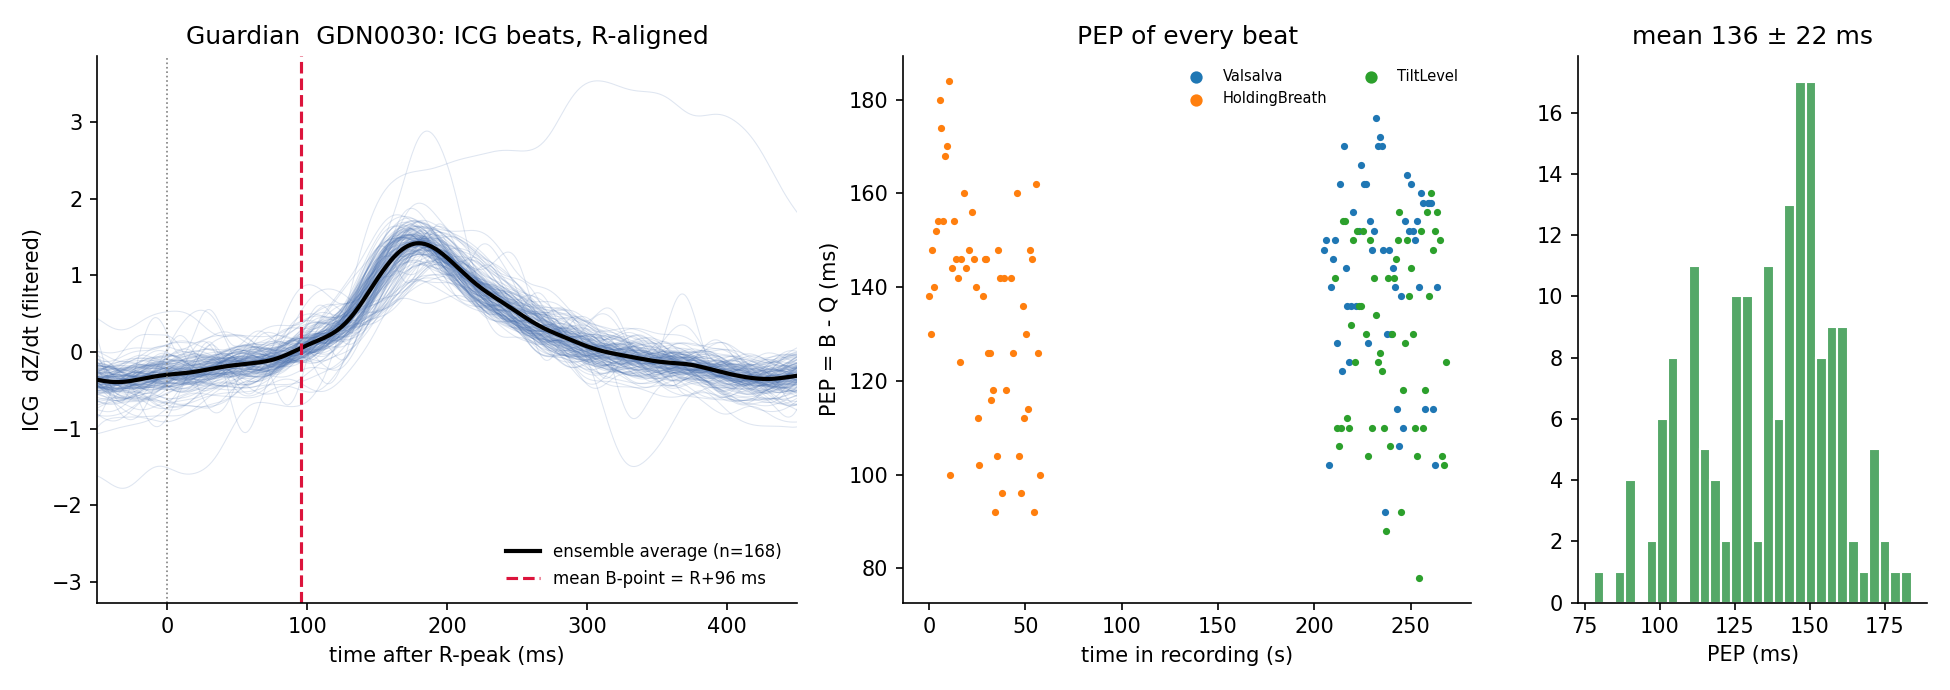 Guardian  GDN0030: ICG beats, R-aligned
ICG  dZ/dt (filtered)
3
2
1
0
−1
−2
−3
ensemble average (n=168)
mean B-point = R+96 ms
0
100
200
300
400
time after R-peak (ms)
PEP of every beat
PEP = B - Q (ms)
180
160
140
120
100
80
Valsalva
HoldingBreath
TiltLevel
0
50
100
150
200
250
time in recording (s)
mean 136 ± 22 ms
16
14
12
10
8
6
4
2
0
75
100
125
150
175
PEP (ms)